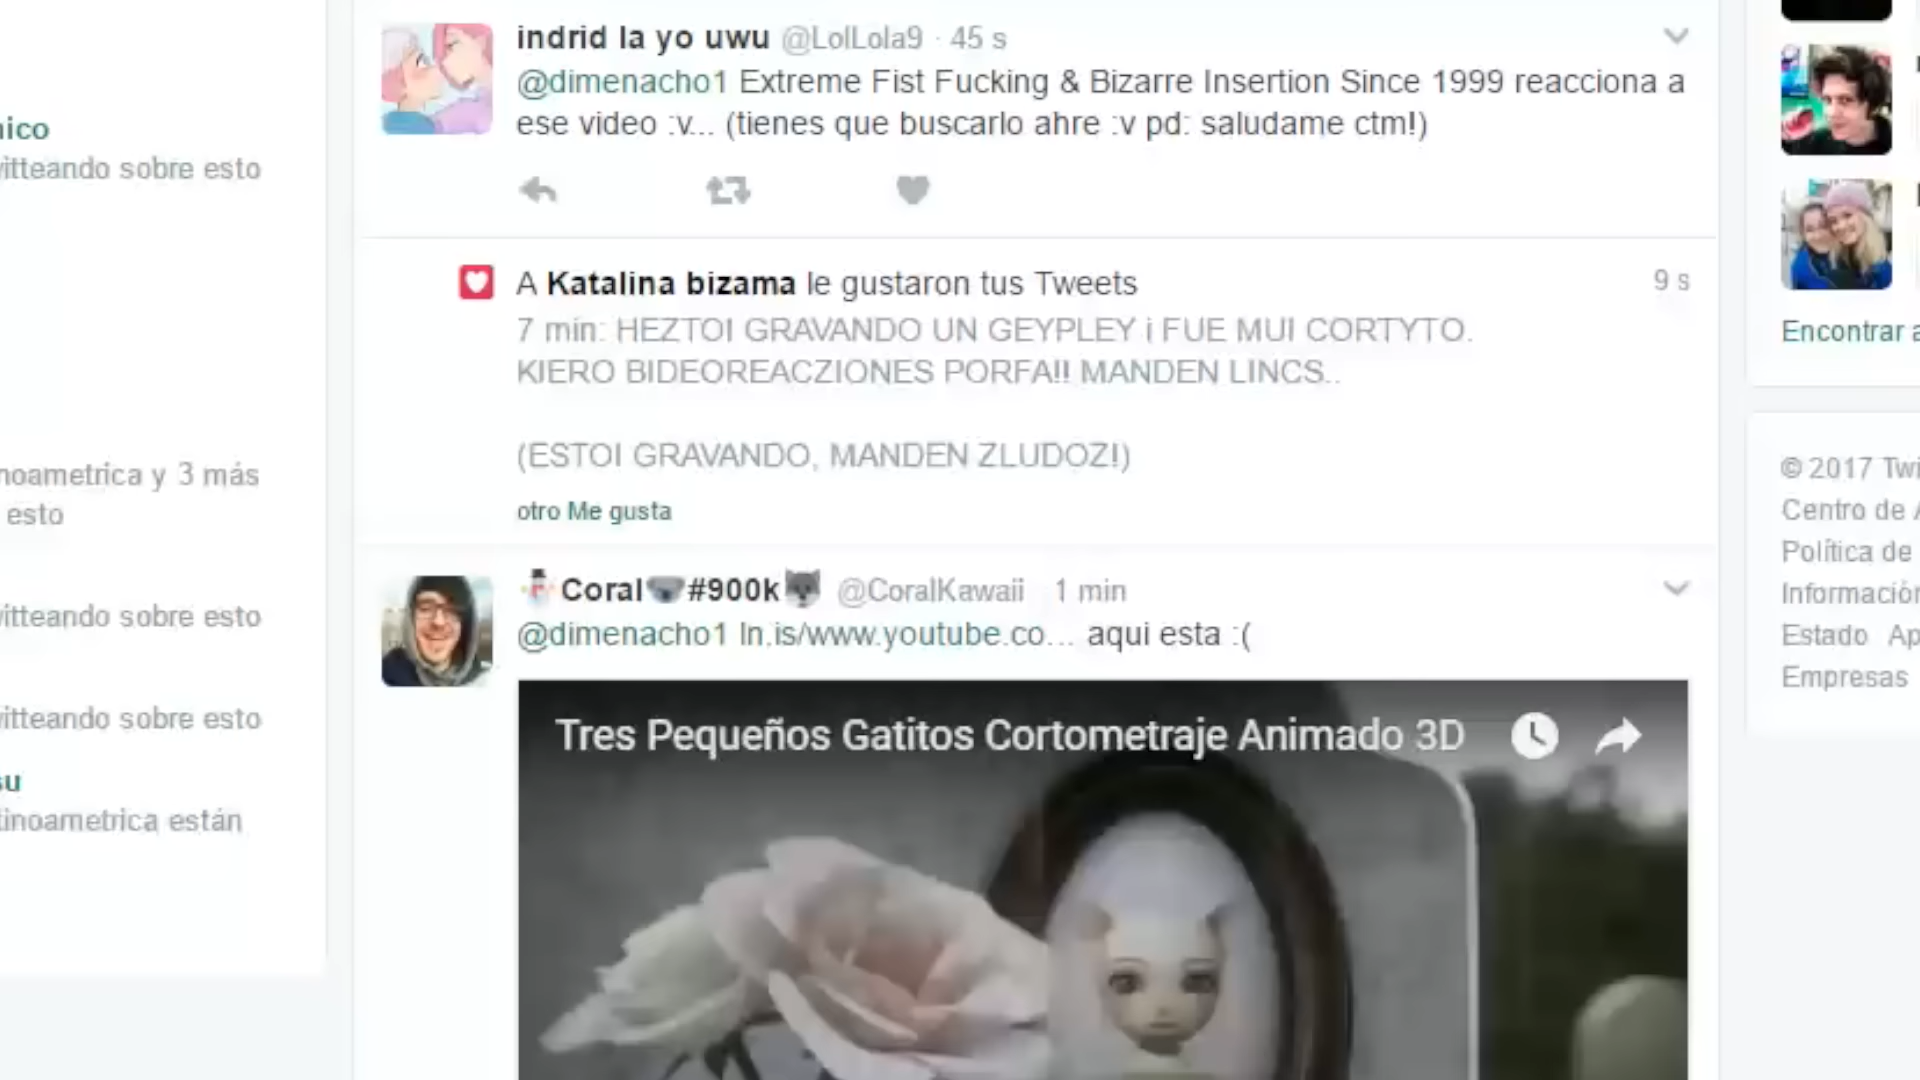 indrid la yo uwu @LolLola9 · 45 s
@dimenacho1 Extreme Fist Fucking & Bizarre Insertion Since 1999 reacciona a
ese video :v... (tienes que buscarlo ahre :v pd: saludame ctm!)
A Katalina bizama le gustaron tus Tweets 9 s
7 min: HEZTOI GRAVANDO UN GEYPLEY i FUE MUI CORTYTO.
KIERO BIDEOREACZIONES PORFA!! MANDEN LINCS..
(ESTOI GRAVANDO, MANDEN ZLUDOZ!)
otro Me gusta
Coral #900k @CoralKawaii 1 min
@dimenacho1 ln.is/www.youtube.co... aqui esta :(
Tres Pequeños Gatitos Cortometraje Animado 3D
nico
witteando sobre esto
noametrica y 3 más
esto
witteando sobre esto
witteando sobre esto
su
tinoametrica están
Encontrar a
© 2017 Twi
Centro de A
Política de
Información
Estado Ap
Empresas